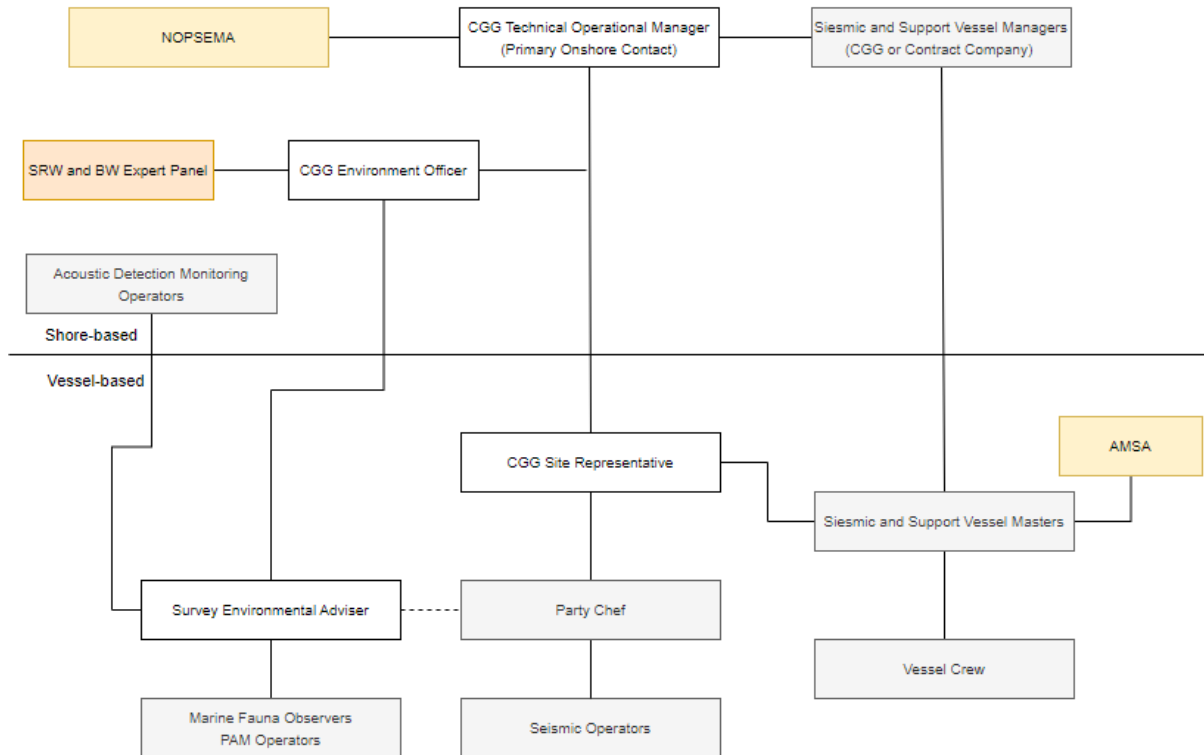 NOPSEMA
CGG Technical Operational Manager
(Primary Onshore Contact)
Siesmic and Support Vessel Managers
(CGG or Contract Company)
SRW and BW Expert Panel
CGG Environment Officer
Acoustic Detection Monitoring
Operators
Shore-based
Vessel-based
CGG Site Representative
AMSA
Siesmic and Support Vessel Masters
Survey Environmental Adviser
Party Chef
Vessel Crew
Marine Fauna Observers
PAM Operators
Seismic Operators